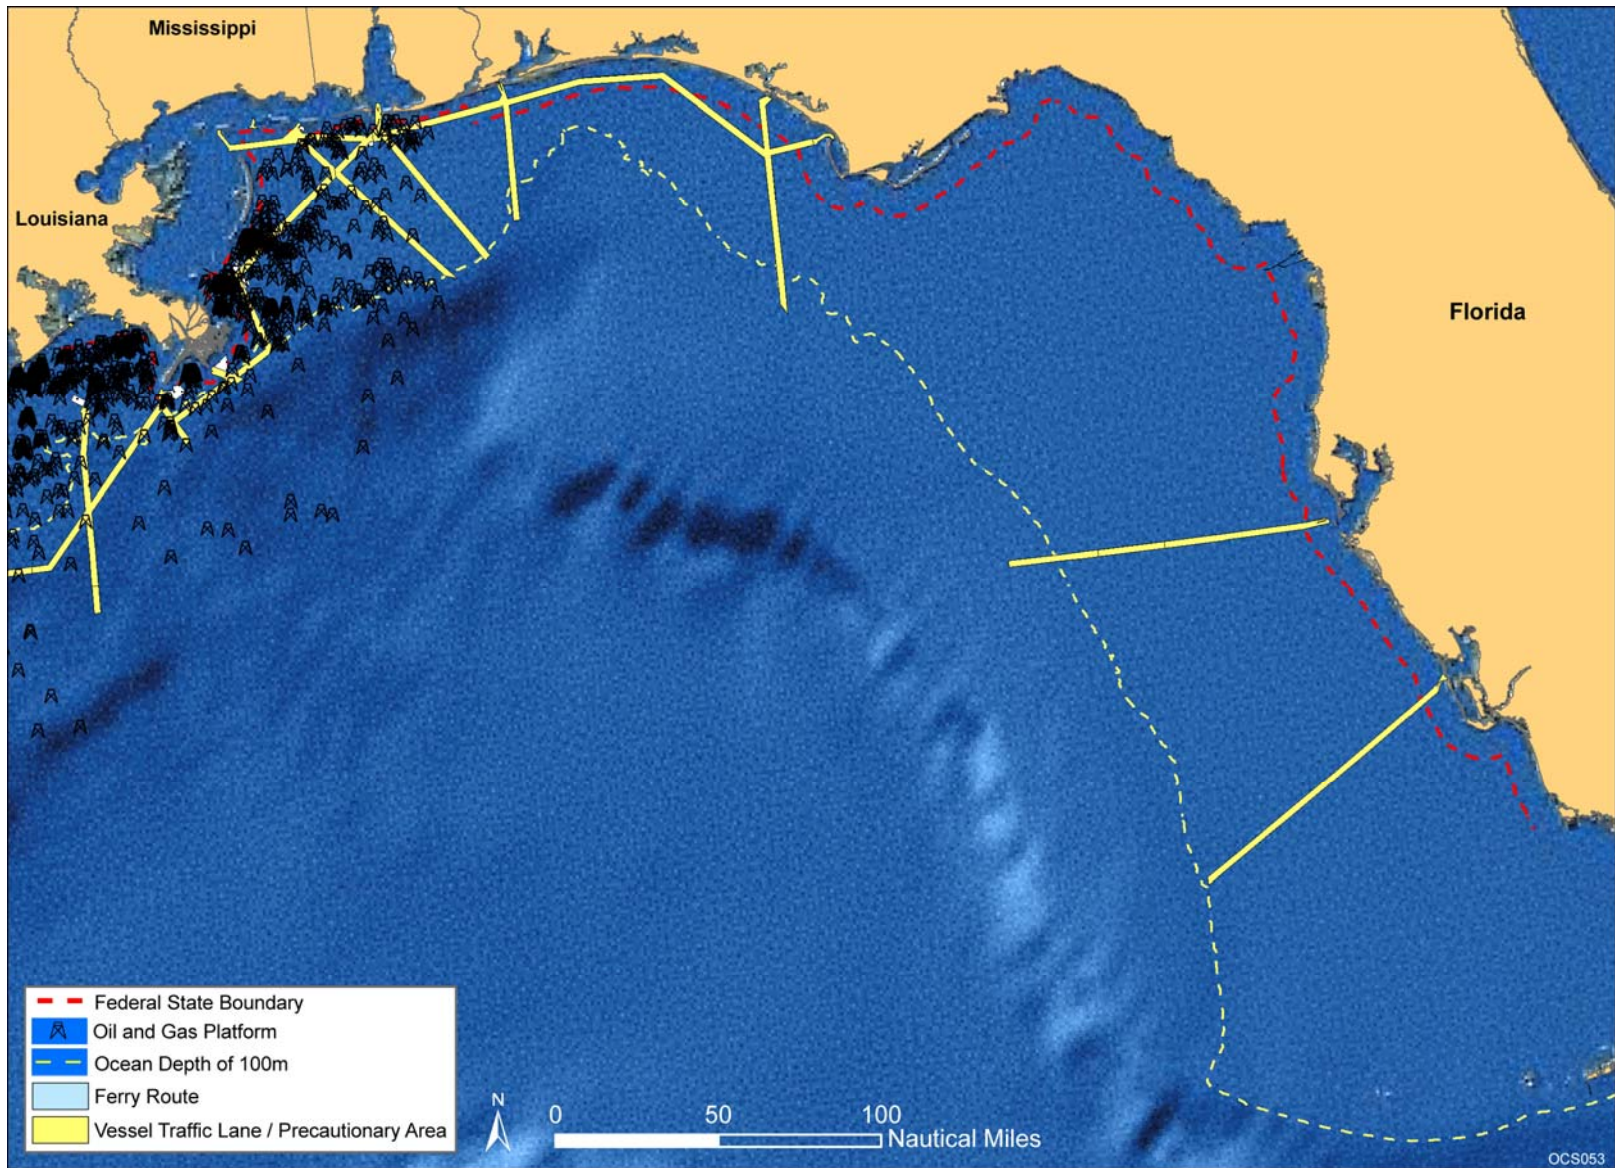 Mississippi
Louisiana
Florida
Federal State Boundary
Oil and Gas Platform
Ocean Depth of 100m
Ferry Route
Vessel Traffic Lane / Precautionary Area
N
0 50 100
Nautical Miles
OCS053